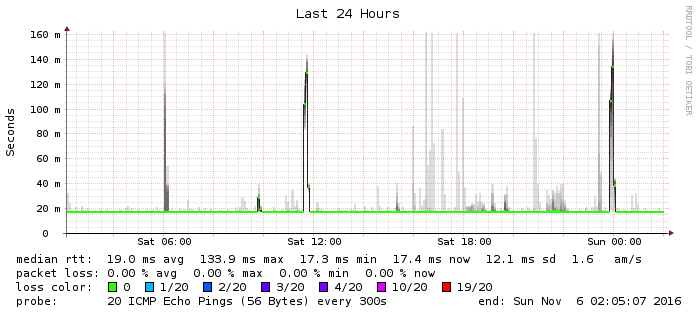 Last 24 Hours
RRDTOOL / TOBI OETIKER
Seconds
160 m
140 m
120 m
100 m
80 m
60 m
40 m
20 m
0
Sat 06:00 Sat 12:00 Sat 18:00 Sun 00:00
median rtt: 19.0 ms avg 133.9 ms max 17.3 ms min 17.4 ms now 12.1 ms sd 1.6 am/s
packet loss: 0.00 % avg 0.00 % max 0.00 % min 0.00 % now
loss color: 0 1/20 2/20 3/20 4/20 10/20 19/20
probe: 20 ICMP Echo Pings (56 Bytes) every 300s end: Sun Nov 6 02:05:07 2016